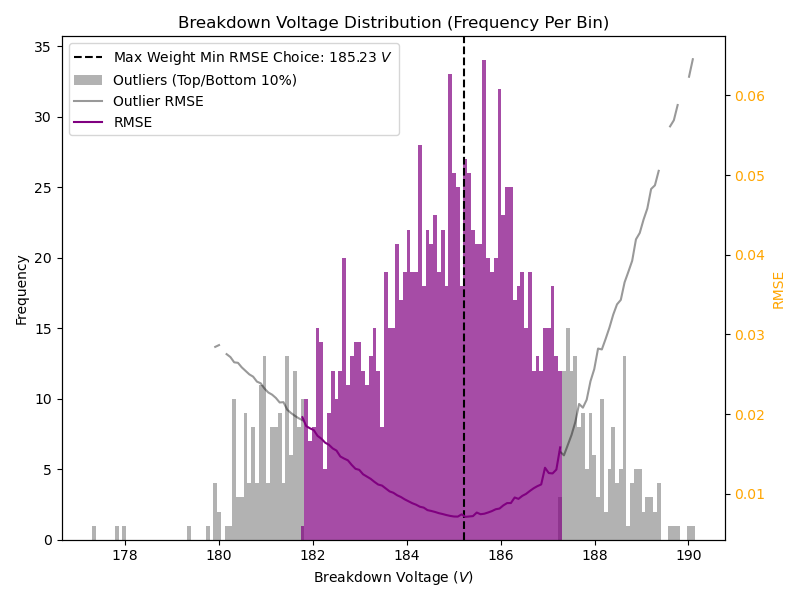 Breakdown Voltage Distribution (Frequency Per Bin)
Max Weight Min RMSE Choice: 185.23 V
Outliers (Top/Bottom 10%)
Outlier RMSE
RMSE
Frequency
35
30
25
20
15
10
5
0
0.06
0.05
0.04
0.03
0.02
0.01
RMSE
178
180
182
184
186
188
190
Breakdown Voltage (V)